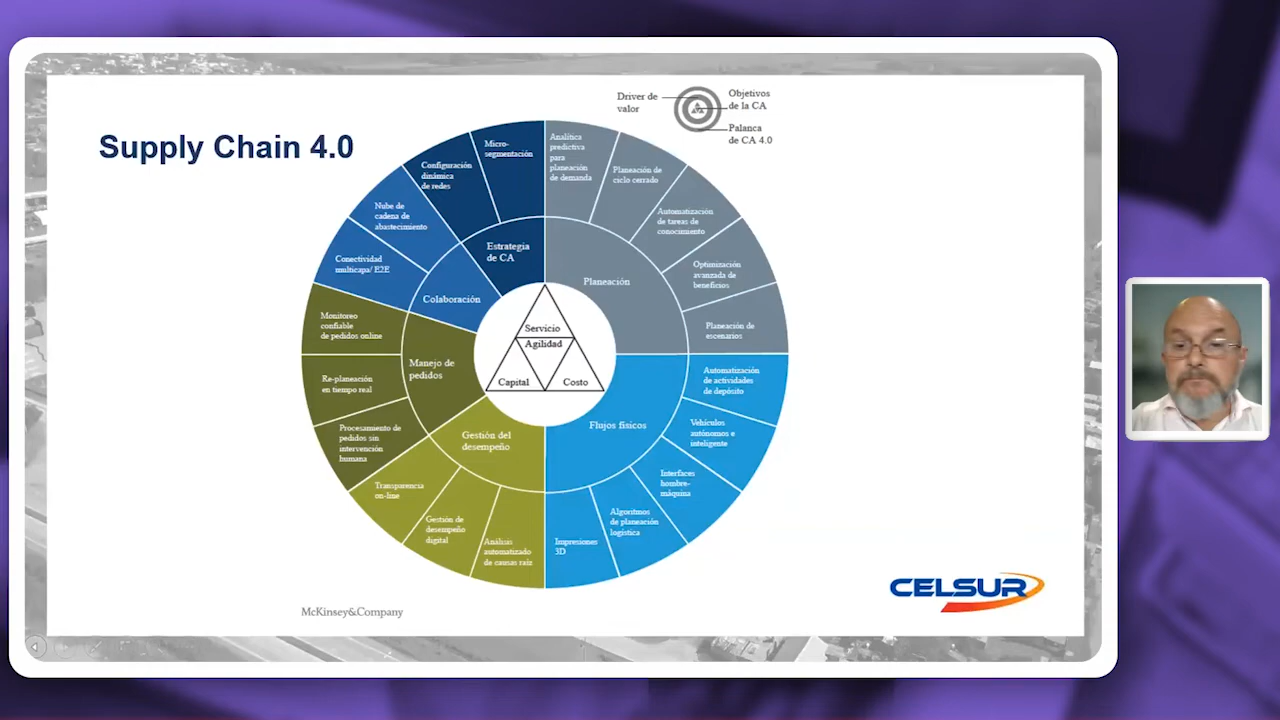 Supply Chain 4.0
Driver de
valor
Objetivos
de la CA
Palanca
de CA 4.0
Micro-
segmentación
Configuración
dinámica
de redes
Nube de
cadena de
abastecimiento
Conectividad
multicapa/ E2E
Estrategia
de CA
Colaboración
Analítica
predictiva
para
planeación
de demanda
Planeación de
ciclo cerrado
Automatización
de tareas de
conocimiento
Optimización
avanzada de
beneficios
Planeación de
escenarios
Planeación
Servicio
Agilidad
Capital
Costo
Monitoreo
confiable
de pedidos online
Re-planeación
en tiempo real
Procesamiento de
pedidos sin
intervención
humana
Manejo de
pedidos
Automatización
de actividades
de depósito
Vehículos
autónomos e
inteligente
Interfaces
hombre-
máquina
Algoritmos
de planeación
logística
Impresiones
3D
Flujos físicos
Gestión del
desempeño
Transparencia
on-line
Gestión de
desempeño
digital
Análisis
automatizado
de causas raíz
McKinsey&Company
CELSUR